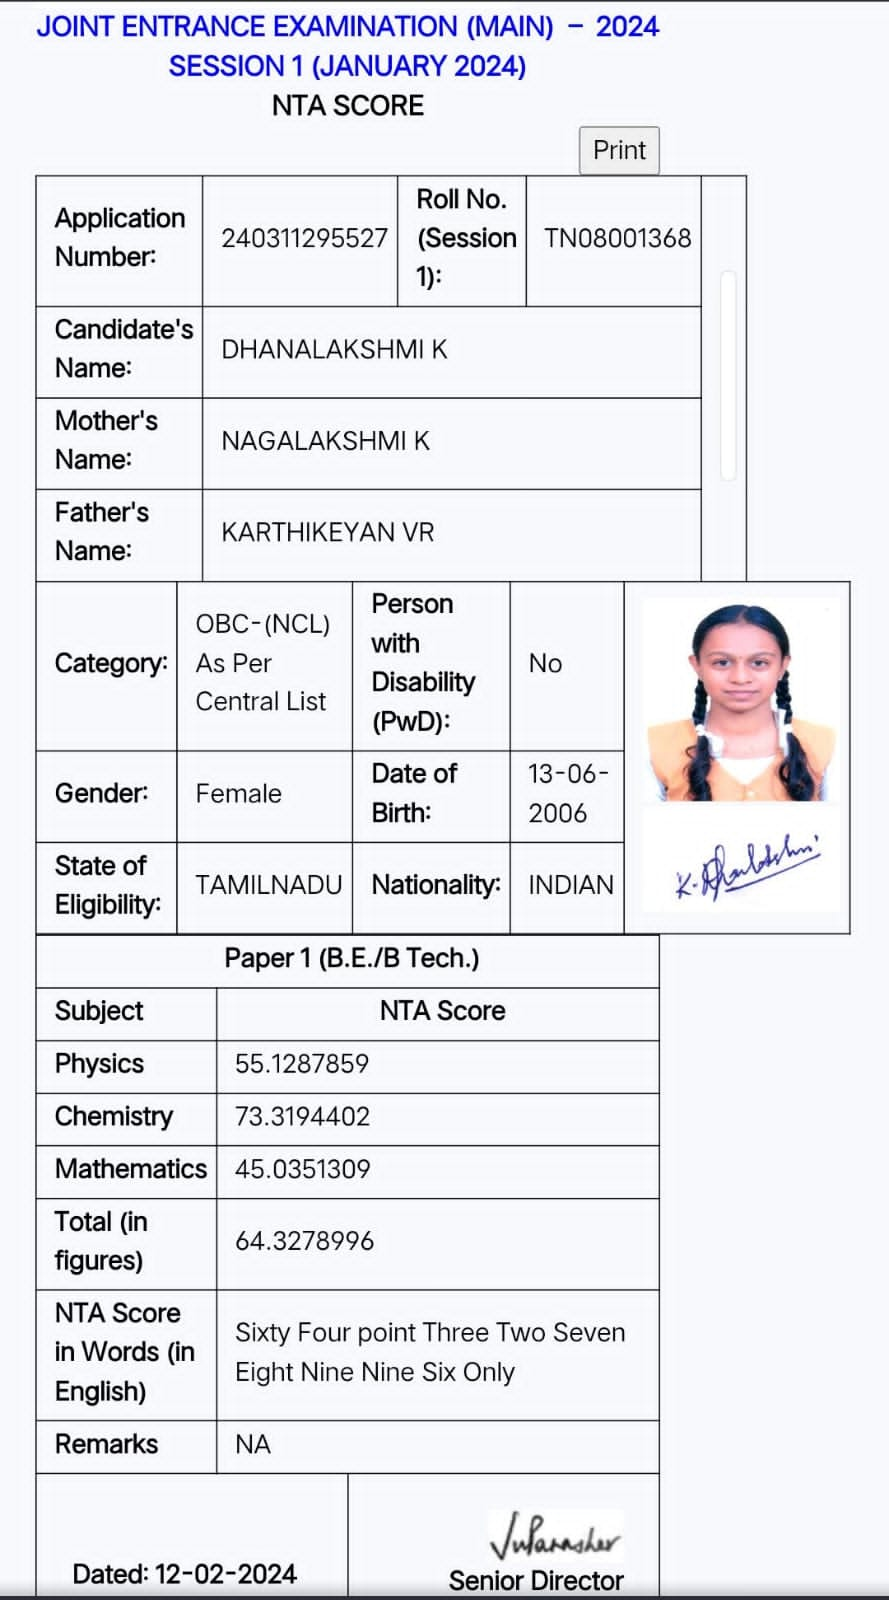 JOINT ENTRANCE EXAMINATION (MAIN) – 2024
SESSION 1 (JANUARY 2024)
NTA SCORE
Print
Application Number: 240311295527 Roll No. (Session 1): TN08001368
Candidate's Name: DHANALAKSHMI K
Mother's Name: NAGALAKSHMI K
Father's Name: KARTHIKEYAN VR
Category: OBC-(NCL) As Per Central List Person with Disability (PwD): No
Gender: Female Date of Birth: 13-06-2006
State of Eligibility: TAMILNADU Nationality: INDIAN
Paper 1 (B.E./B Tech.)
Subject NTA Score
Physics 55.1287859
Chemistry 73.3194402
Mathematics 45.0351309
Total (in figures) 64.3278996
NTA Score in Words (in English) Sixty Four point Three Two Seven Eight Nine Nine Six Only
Remarks NA
Dated: 12-02-2024 Senior Director